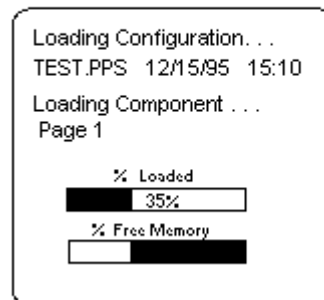 Loading Configuration. . .
TEST.PPS 12/15/95 15:10
Loading Component . . .
Page 1
% Loaded
35%
% Free Memory